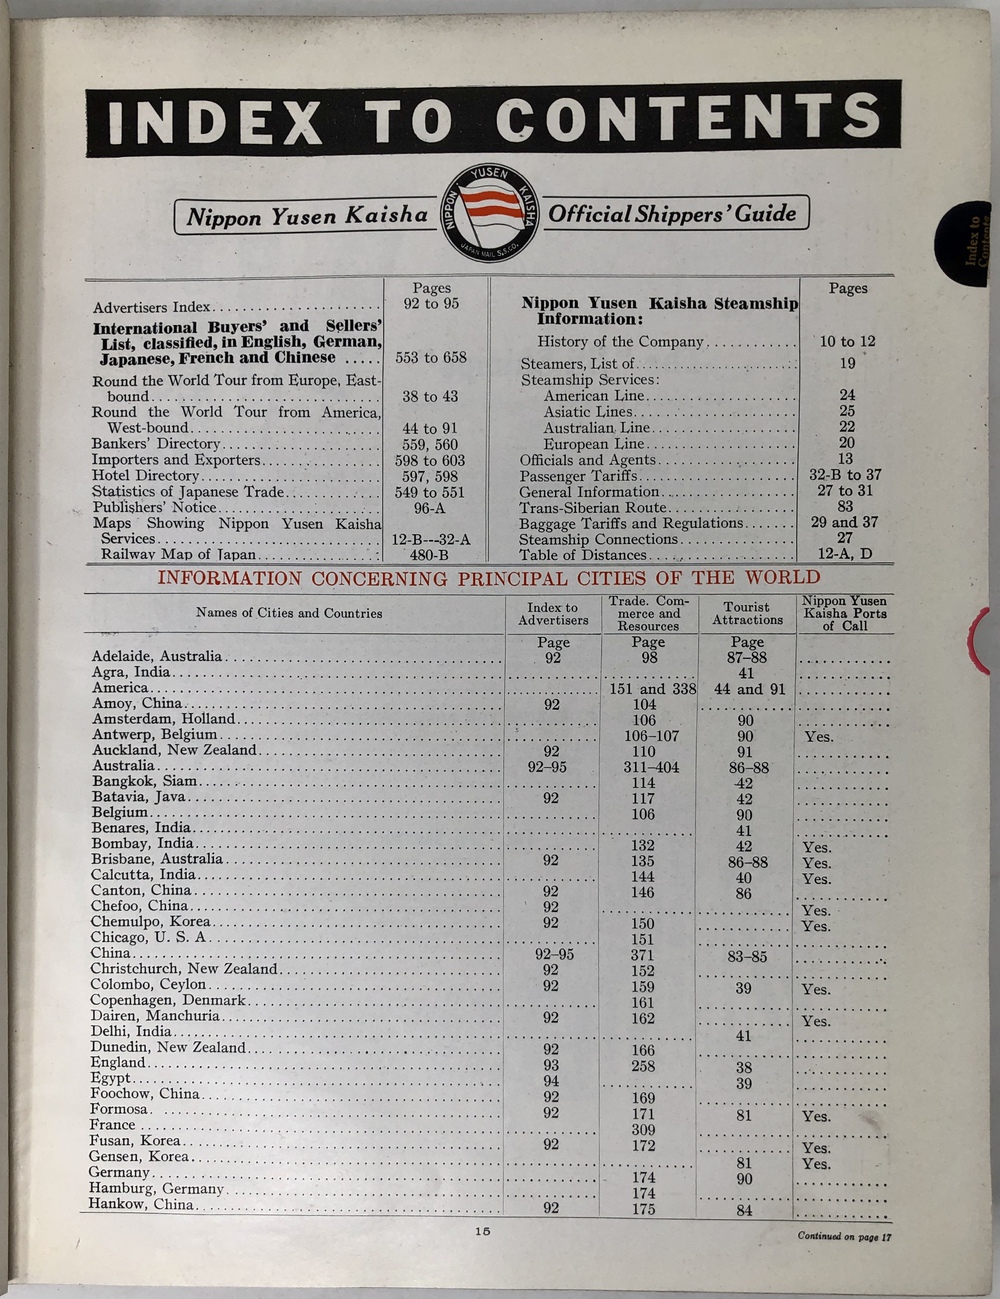 INDEX TO CONTENTS
NIPPON YUSEN KAISHA
JAPAN MAIL S.S.CO.
Nippon Yusen Kaisha Official Shippers' Guide
Index to
Contents
Pages
Advertisers Index.................... 92 to 95
International Buyers' and Sellers'
List, classified, in English, German,
Japanese, French and Chinese ..... 553 to 658
Round the World Tour from Europe, East-
bound............................ 38 to 43
Round the World Tour from America,
West-bound........................ 44 to 91
Bankers' Directory................... 559, 560
Importers and Exporters............... 598 to 603
Hotel Directory...................... 597, 598
Statistics of Japanese Trade............ 549 to 551
Publishers' Notice.................... 96-A
Maps Showing Nippon Yusen Kaisha
Services.......................... 12-B---32-A
Railway Map of Japan............... 480-B
Pages
Nippon Yusen Kaisha Steamship
Information:
History of the Company........... 10 to 12
Steamers, List of.................... 19
Steamship Services:
American Line.................... 24
Asiatic Lines..................... 25
Australian Line................... 22
European Line.................... 20
Officials and Agents.................. 13
Passenger Tariffs.................... 32-B to 37
General Information................. 27 to 31
Trans-Siberian Route................. 83
Baggage Tariffs and Regulations....... 29 and 37
Steamship Connections............... 27
Table of Distances................... 12-A, D
INFORMATION CONCERNING PRINCIPAL CITIES OF THE WORLD
Names of Cities and Countries
Index to
Advertisers
Trade. Com-
merce and
Resources
Tourist
Attractions
Nippon Yusen
Kaisha Ports
of Call
Page Page Page
Adelaide, Australia.......... 92 98 87–88 ..........
Agra, India.......... .......... .......... 41 ..........
America.......... .......... 151 and 338 44 and 91 ..........
Amoy, China.......... 92 104 .......... ..........
Amsterdam, Holland.......... .......... 106 90 ..........
Antwerp, Belgium.......... .......... 106–107 90 Yes.
Auckland, New Zealand.......... 92 110 91 ..........
Australia.......... 92–95 311–404 86–88 ..........
Bangkok, Siam.......... .......... 114 42 ..........
Batavia, Java.......... 92 117 42 ..........
Belgium.......... .......... 106 90 ..........
Benares, India.......... .......... .......... 41 ..........
Bombay, India.......... .......... 132 42 Yes.
Brisbane, Australia.......... 92 135 86–88 Yes.
Calcutta, India.......... .......... 144 40 Yes.
Canton, China.......... 92 146 86
Chefoo, China.......... 92 .......... .......... Yes.
Chemulpo, Korea.......... 92 150 .......... Yes.
Chicago, U. S. A.......... .......... 151 .......... ..........
China.......... 92–95 371 83–85 ..........
Christchurch, New Zealand.......... 92 152 .......... ..........
Colombo, Ceylon.......... 92 159 39 Yes.
Copenhagen, Denmark.......... .......... 161 .......... ..........
Dairen, Manchuria.......... 92 162 .......... Yes.
Delhi, India.......... .......... .......... 41 ..........
Dunedin, New Zealand.......... 92 166 .......... ..........
England.......... 93 258 38 ..........
Egypt.......... 94 .......... 39 ..........
Foochow, China.......... 92 169 .......... ..........
Formosa.......... 92 171 81 Yes.
France .......... .......... 309 .......... ..........
Fusan, Korea.......... 92 172 .......... Yes.
Gensen, Korea.......... .......... .......... 81 Yes.
Germany.......... .......... 174 90 ..........
Hamburg, Germany.......... .......... 174 .......... ..........
Hankow, China.......... 92 175 84 ..........
15
Continued on page 17